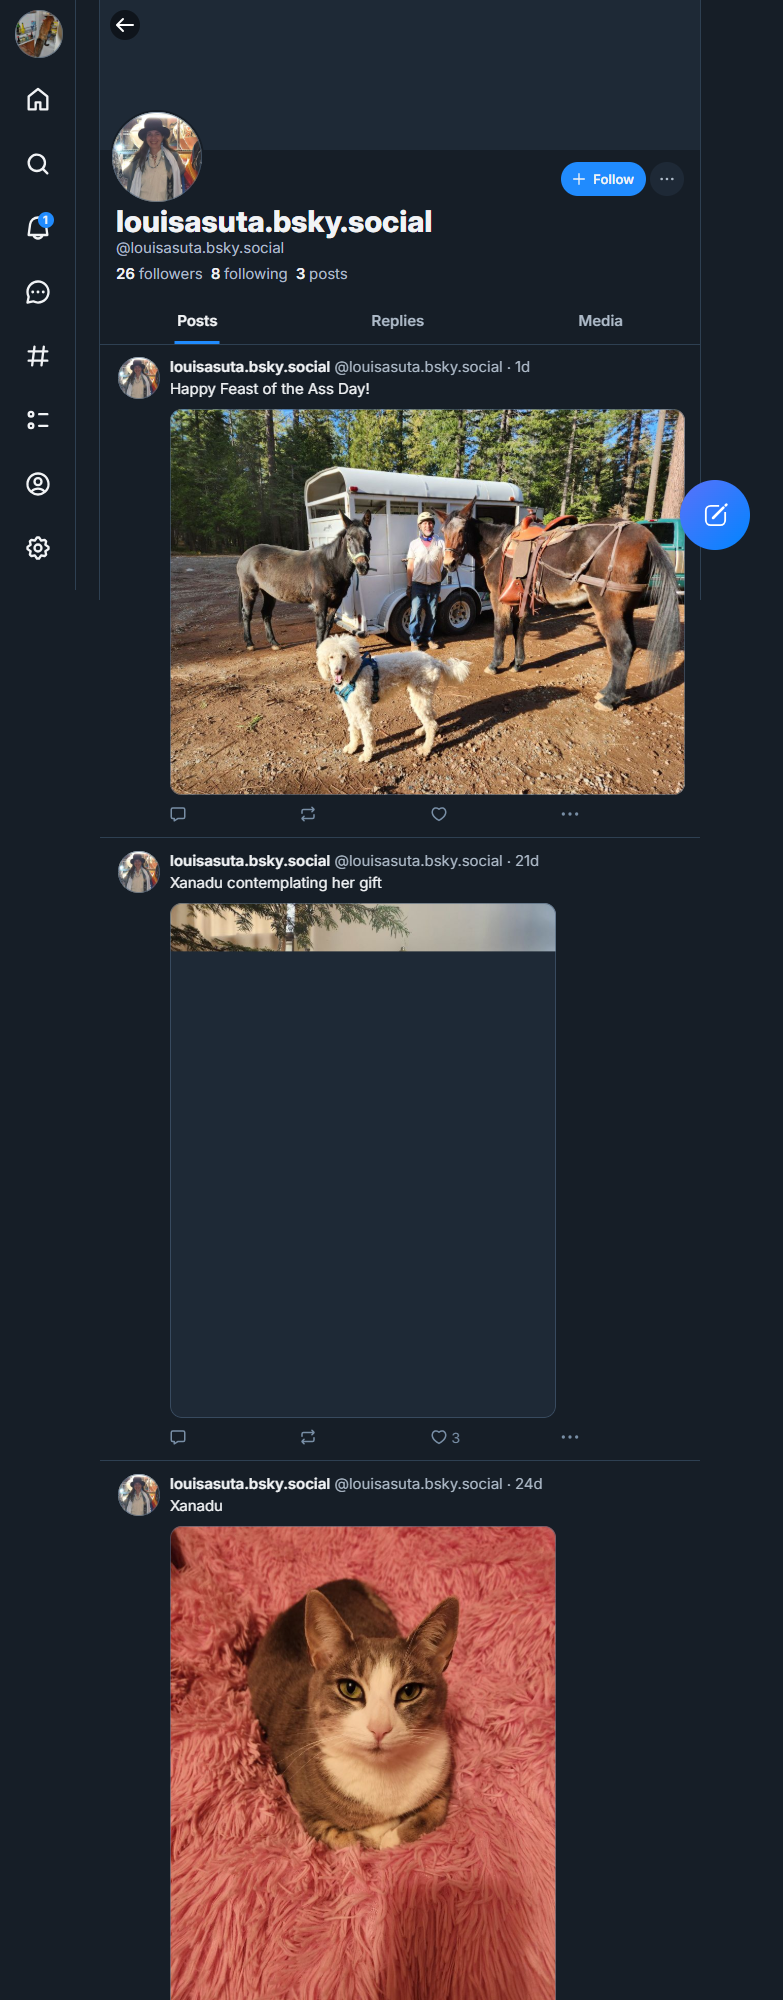 1
+ Follow
louisasuta.bsky.social
@louisasuta.bsky.social
26 followers 8 following 3 posts
Posts Replies Media
louisasuta.bsky.social @louisasuta.bsky.social · 1d
Happy Feast of the Ass Day!
louisasuta.bsky.social @louisasuta.bsky.social · 21d
Xanadu contemplating her gift
3
louisasuta.bsky.social @louisasuta.bsky.social · 24d
Xanadu